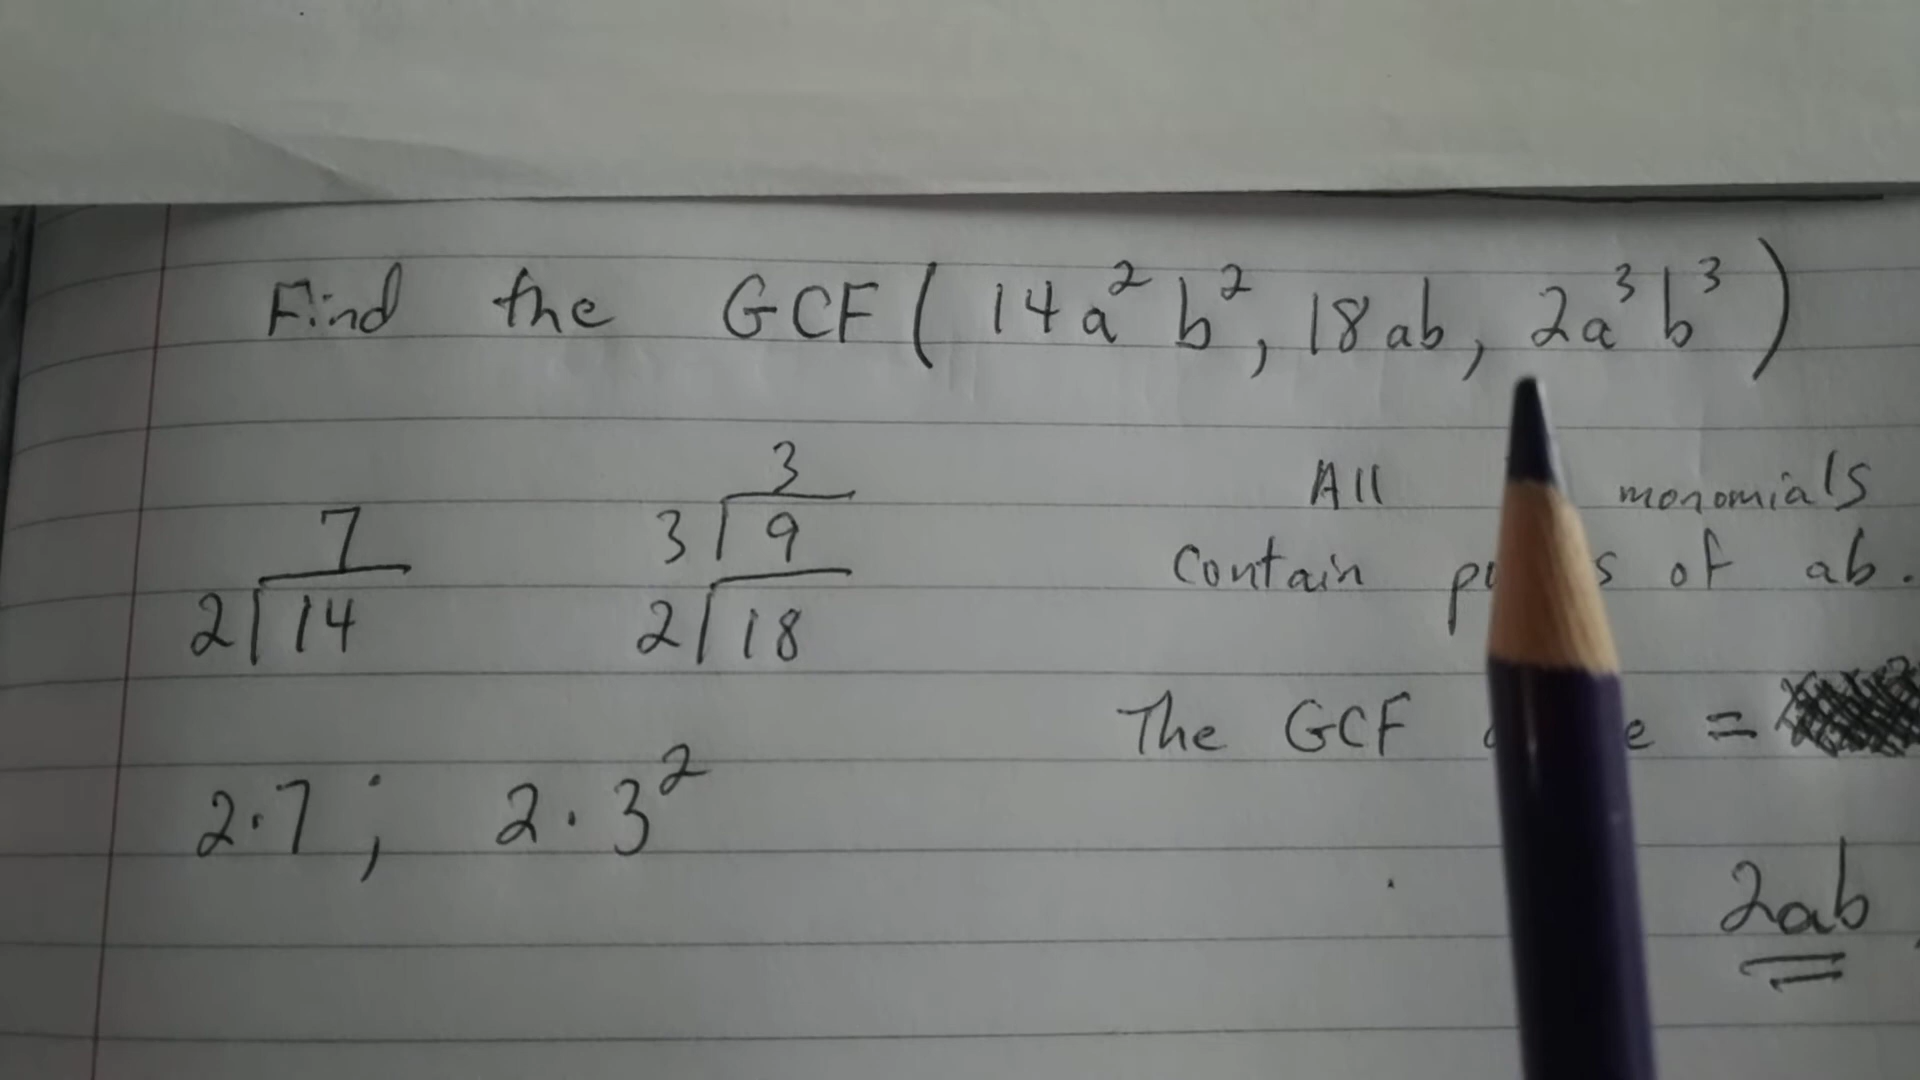 Find the GCF( 14a²b², 18ab, 2a³b³ )
3
7
3 9
2 14
2 18
2·7 ; 2·3²
All monomials
contain of ab.
The GCF =
2ab